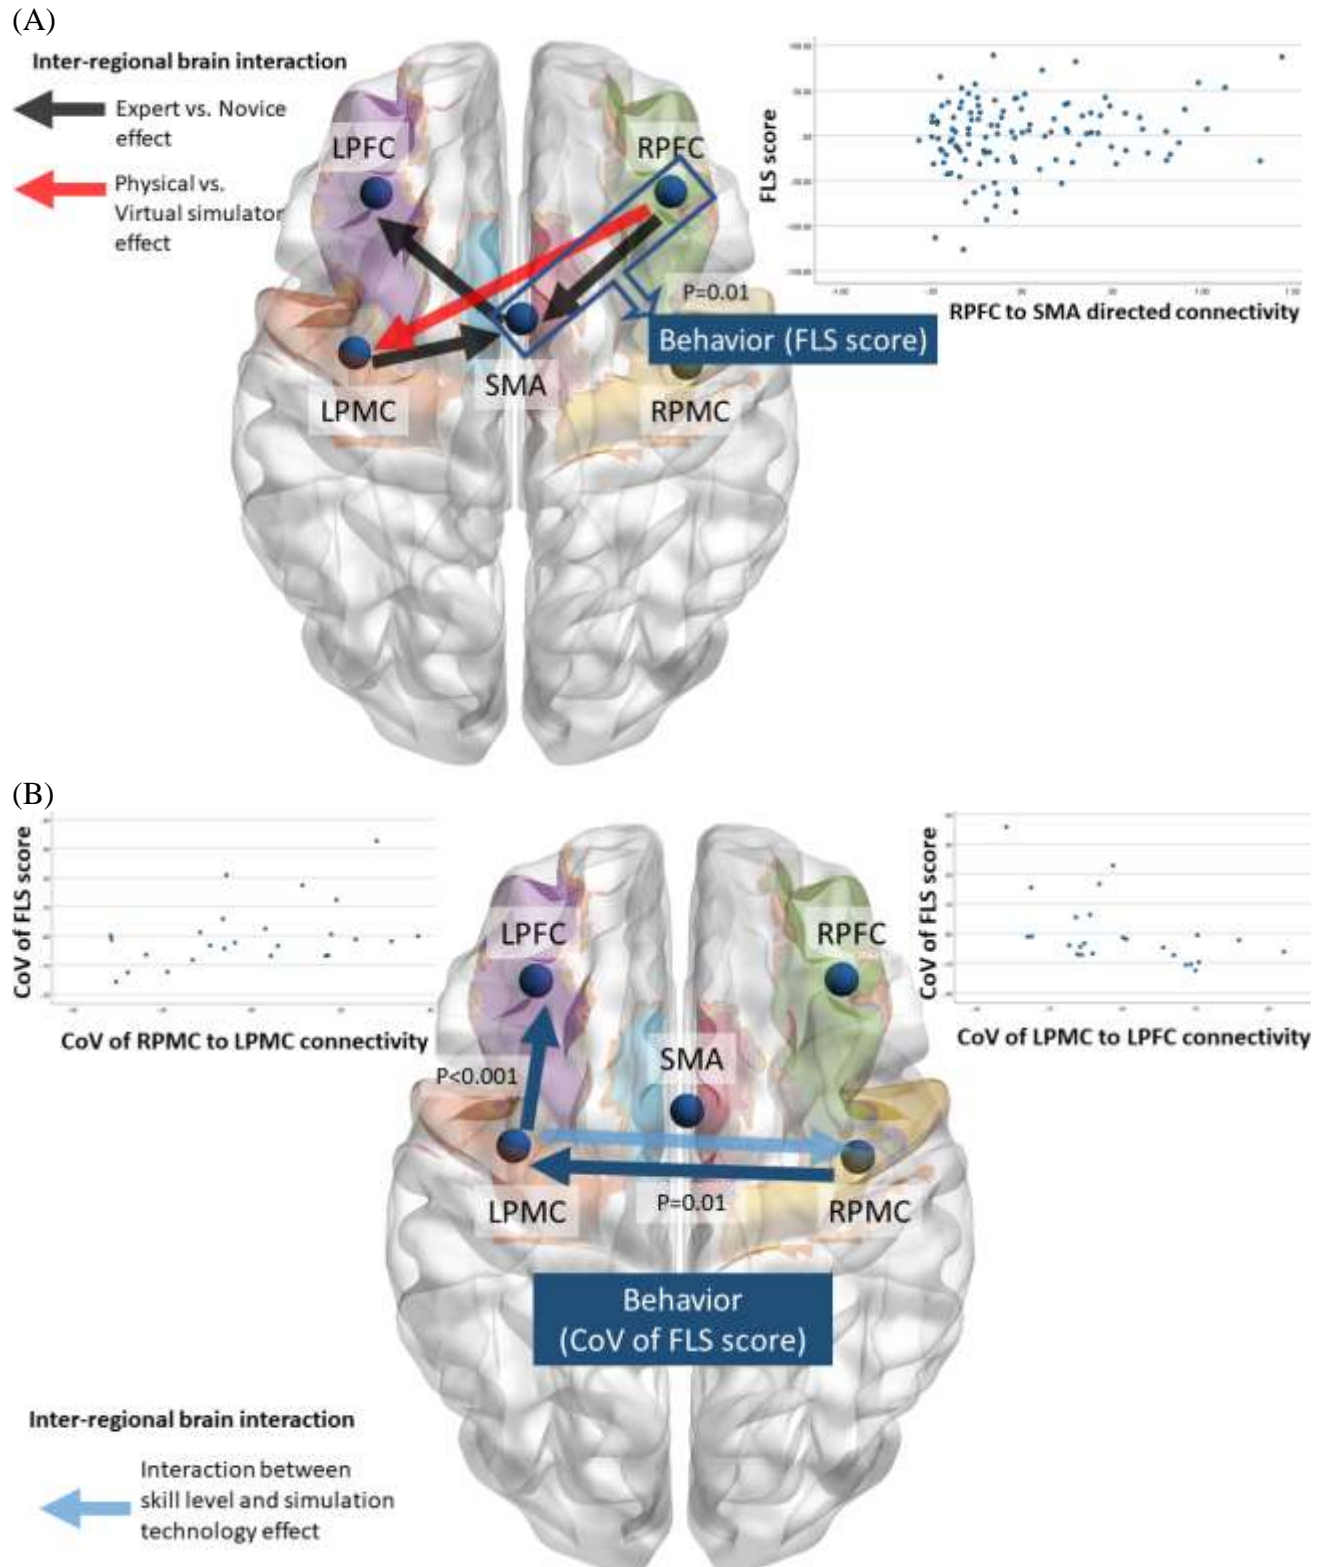 (A)
Inter-regional brain interaction
Expert vs. Novice
effect
Physical vs.
Virtual simulator
effect
LPFC
RPFC
SMA
LPMC
RPMC
P=0.01
Behavior (FLS score)
FLS score
RPFC to SMA directed connectivity
(B)
CoV of FLS score
CoV of RPMC to LPMC connectivity
CoV of FLS score
CoV of LPMC to LPFC connectivity
LPFC
RPFC
SMA
P<0.001
LPMC
P=0.01
RPMC
Behavior
(CoV of FLS score)
Inter-regional brain interaction
Interaction between
skill level and simulation
technology effect